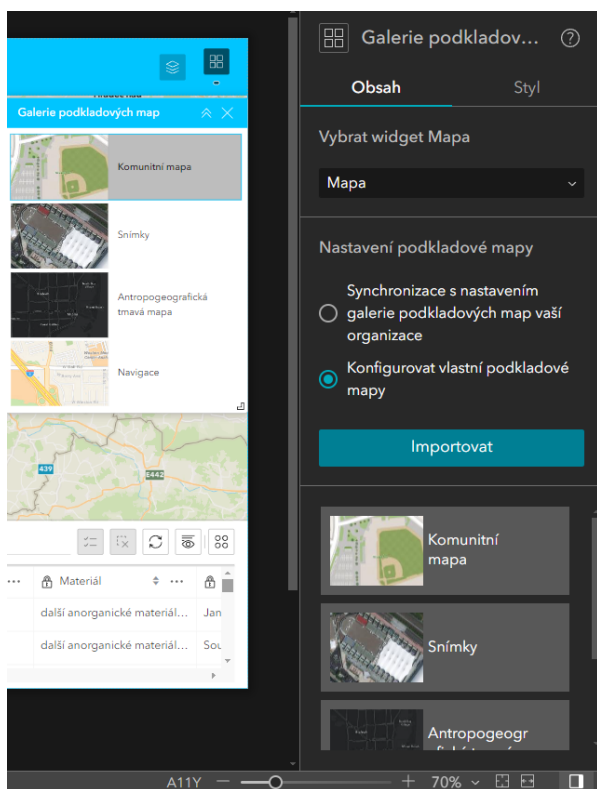 Galerie podkladov...
Obsah
Styl
Galerie podkladových map
Vybrat widget Mapa
Komunitní mapa
Mapa
Snímky
Nastavení podkladové mapy
Antropogeografická
tmavá mapa
Synchronizace s nastavením
galerie podkladových map vaší
organizace
Navigace
Konfigurovat vlastní podkladové
mapy
Importovat
439
E442
Komunitní
mapa
Materiál
další anorganické materiál...
Jan
další anorganické materiál...
Sou
Snímky
Antropogeogr
A11Y
70%